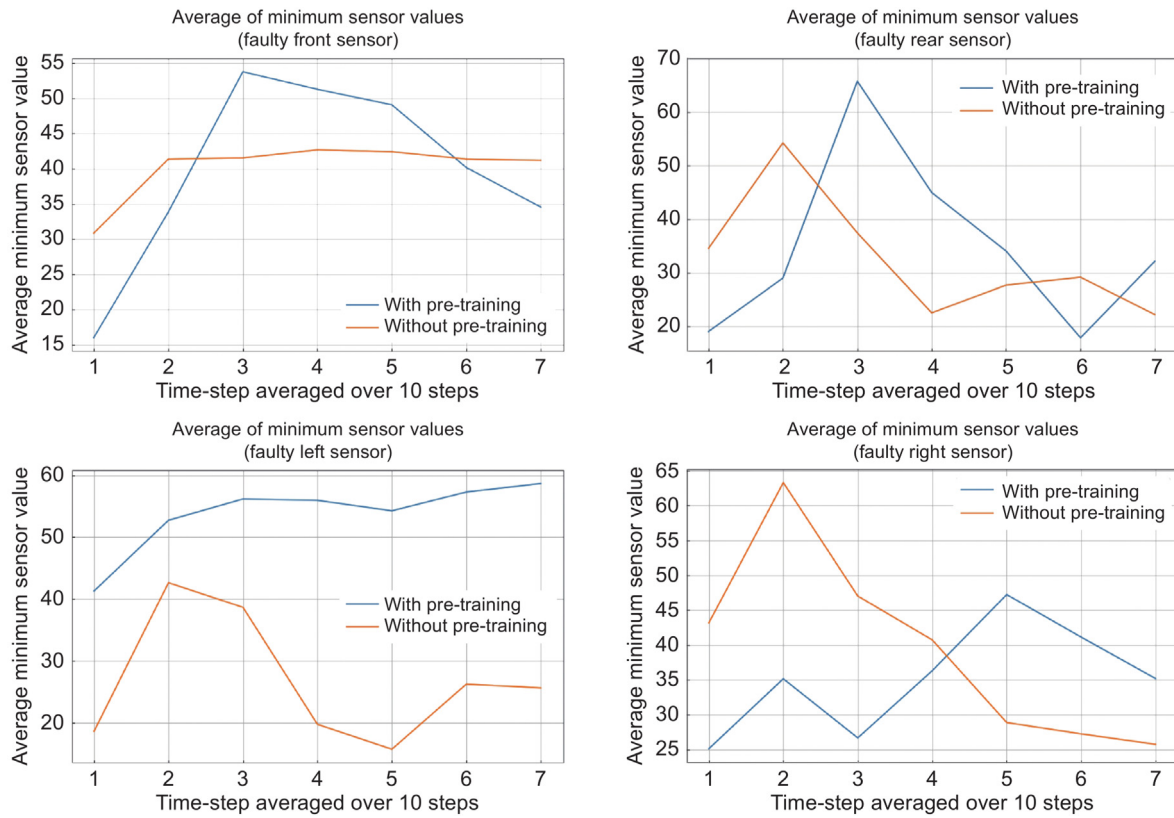 Average of minimum sensor values
(faulty front sensor)
Average minimum sensor value
55
50
45
40
35
30
25
20
15
With pre-training
Without pre-training
1 2 3 4 5 6 7
Time-step averaged over 10 steps
Average of minimum sensor values
(faulty rear sensor)
Average minimum sensor value
70
60
50
40
30
20
With pre-training
Without pre-training
1 2 3 4 5 6 7
Time-step averaged over 10 steps
Average of minimum sensor values
(faulty left sensor)
Average minimum sensor value
60
50
40
30
20
With pre-training
Without pre-training
1 2 3 4 5 6 7
Time-step averaged over 10 steps
Average of minimum sensor values
(faulty right sensor)
Average minimum sensor value
65
60
55
50
45
40
35
30
25
With pre-training
Without pre-training
1 2 3 4 5 6 7
Time-step averaged over 10 steps